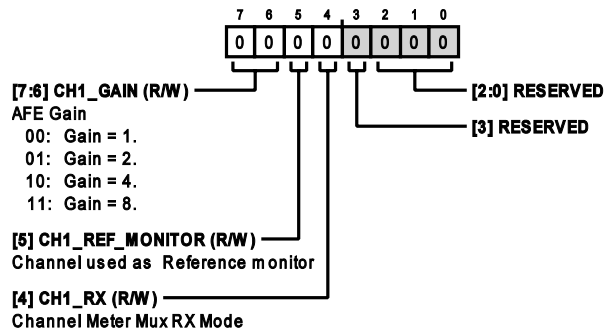 7 6 5 4 3 2 1 0
0 0 0 0 0 0 0 0
[7:6] CH1_GAIN (R/W)
AFE Gain
00: Gain = 1.
01: Gain = 2.
10: Gain = 4.
11: Gain = 8.
[5] CH1_REF_MONITOR (R/W)
Channel used as Reference monitor
[4] CH1_RX (R/W)
Channel Meter Mux RX Mode
[2:0] RESERVED
[3] RESERVED